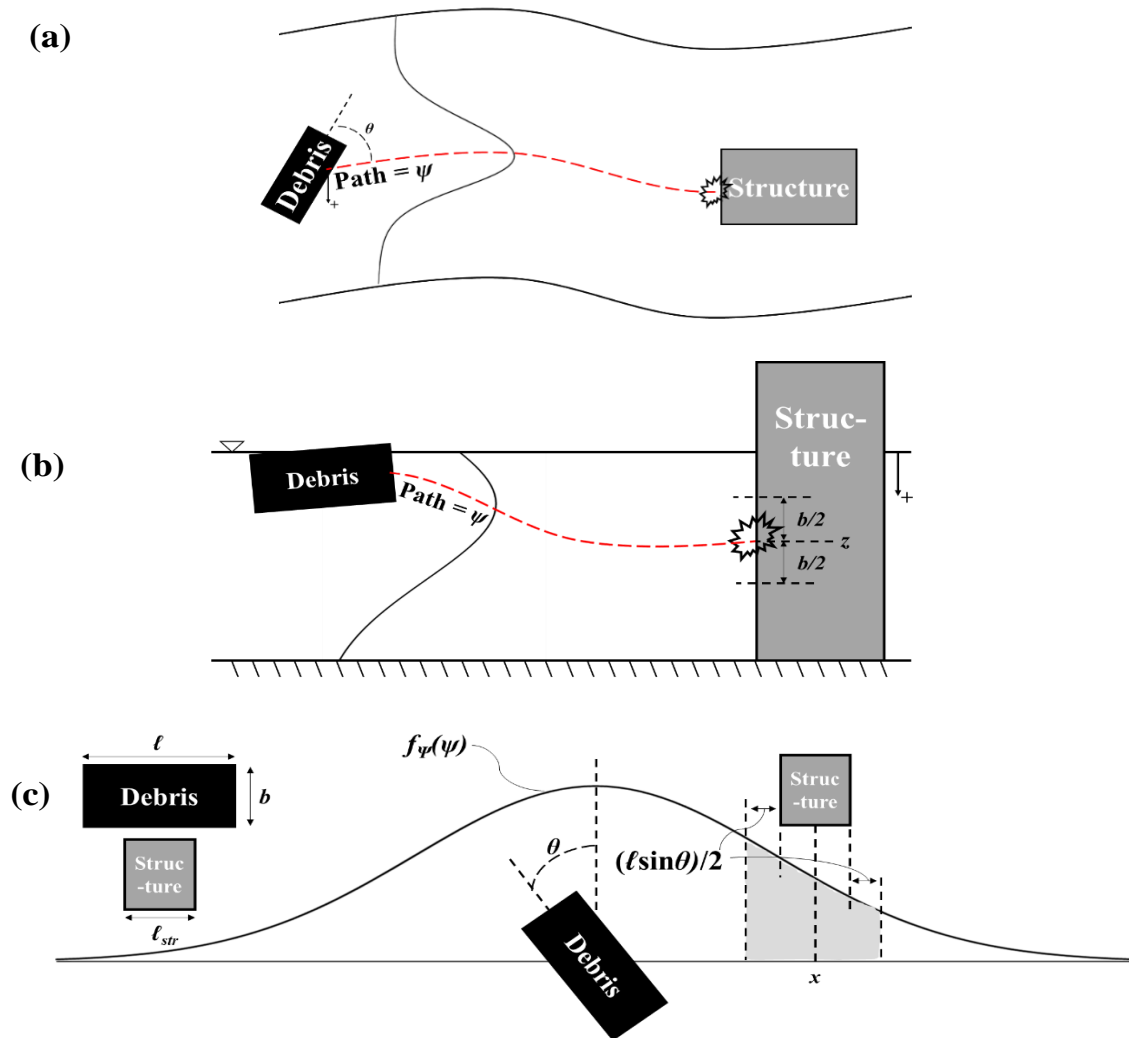 (a)
θ
Debris
Path = ψ
+
Structure
(b)
Struc-
ture
Debris
Path = ψ
+
b/2
z
b/2
(c)
ℓ
Debris
b
Struc
-ture
ℓstr
fΨ(ψ)
θ
Debris
Struc
-ture
(ℓsinθ)/2
x